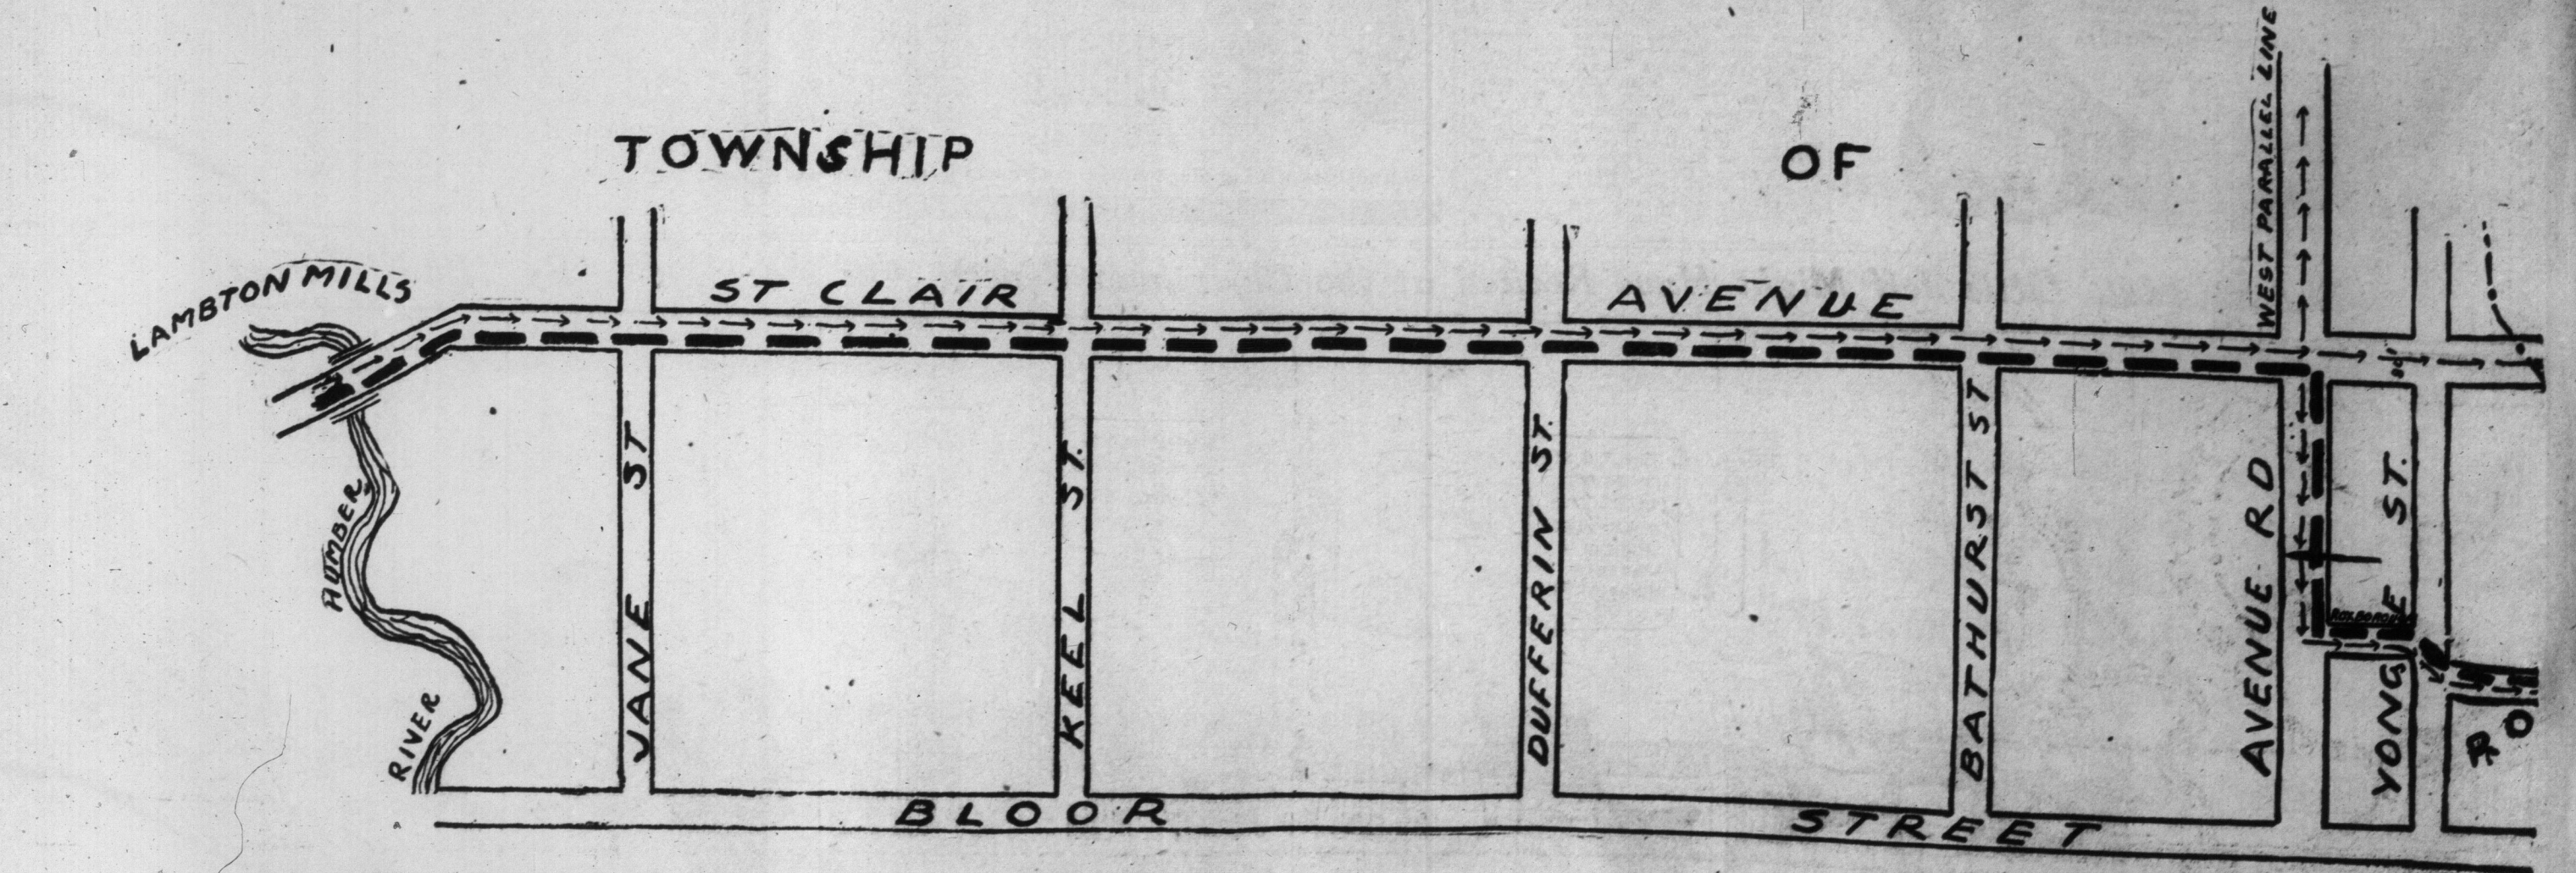 WEST PARALLEL LINE
TOWNSHIP OF
LAMBTON MILLS
ST CLAIR AVENUE
HUMBER RIVER
JANE ST
KEEL ST.
DUFFERIN ST.
BATHURST ST
AVENUE RD
YONGE ST.
BLOOR STREET